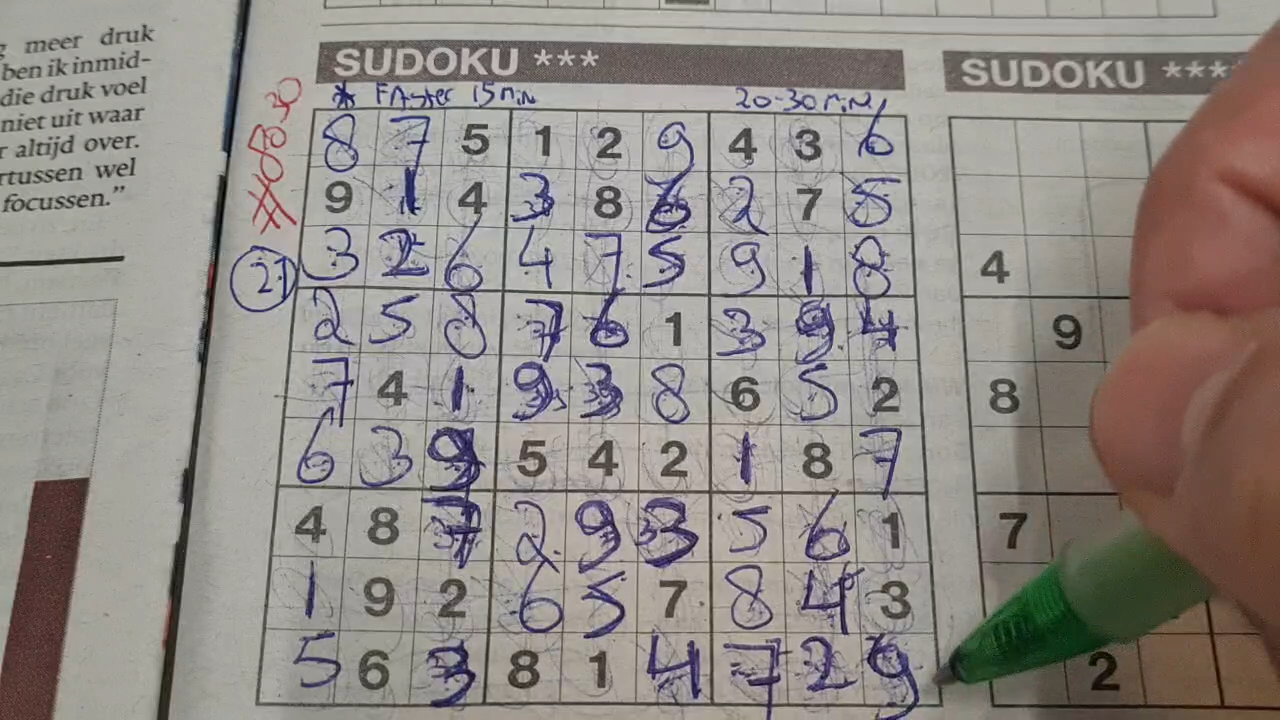 g meer druk
ben ik inmid-
die druk voel
niet uit waar
r altijd over.
rtussen wel
focussen."
#08030
21
SUDOKU ***
* FASTER 15 MIN 20-30 MIN
8 7 5 1 2 9 4 3 6
9 1 4 3 8 6 2 7 5
3 2 6 4 7 5 9 1 8
2 5 8 7 6 1 3 9 4
7 4 1 9 3 8 6 5 2
6 3 9 5 4 2 1 8 7
4 8 7 2 9 3 5 6 1
1 9 2 6 5 7 8 4 3
5 6 3 8 1 4 7 2 9
SUDOKU ****
4
9
8
7
2